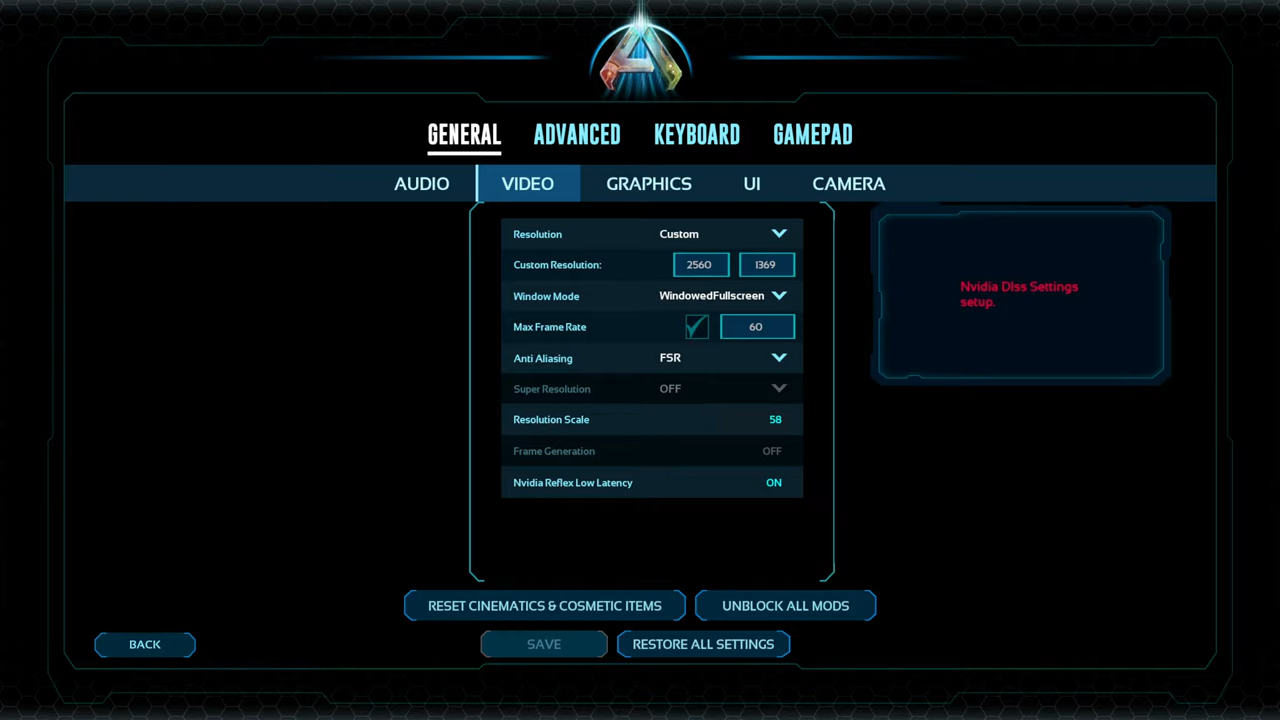 GENERAL ADVANCED KEYBOARD GAMEPAD
AUDIO VIDEO GRAPHICS UI CAMERA
Resolution Custom
Custom Resolution: 2560 1369
Window Mode WindowedFullscreen
Max Frame Rate 60
Anti Aliasing FSR
Super Resolution OFF
Resolution Scale 58
Frame Generation OFF
Nvidia Reflex Low Latency ON
Nvidia Dlss Settings
setup.
RESET CINEMATICS & COSMETIC ITEMS UNBLOCK ALL MODS
BACK SAVE RESTORE ALL SETTINGS